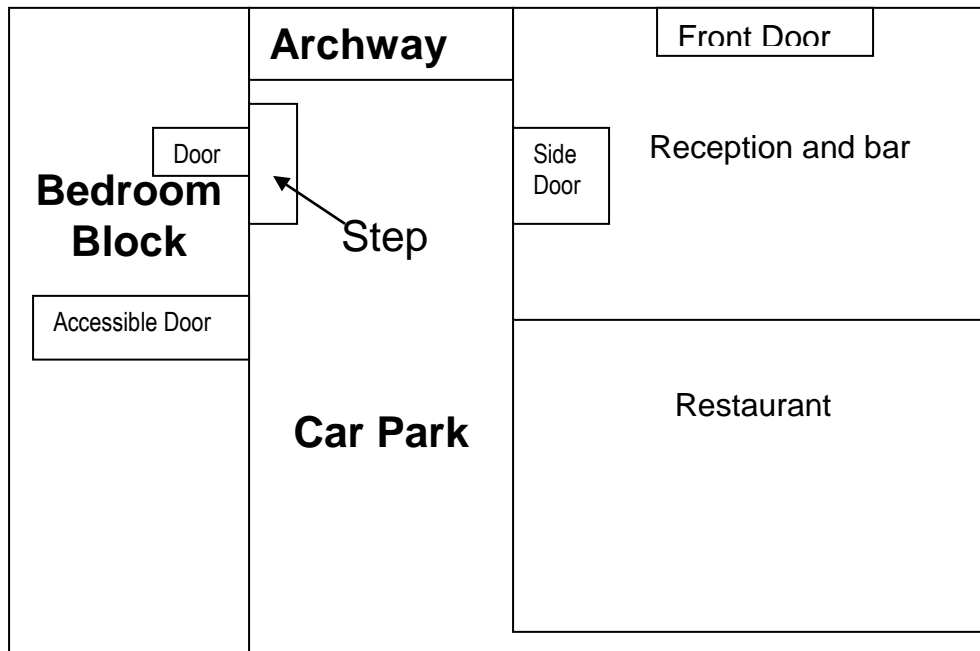 Archway
Front Door
Door
Side
Door
Reception and bar
Bedroom
Block
Step
Accessible Door
Restaurant
Car Park